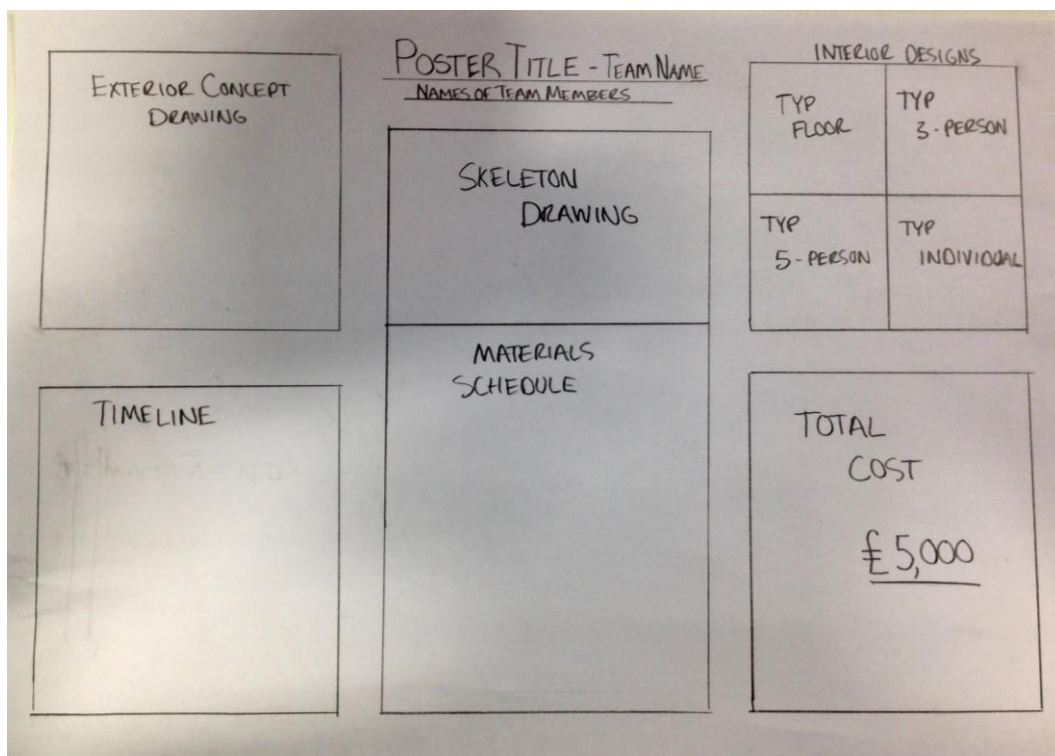 EXTERIOR CONCEPT
DRAWING
POSTER TITLE - TEAM NAME
NAMES OF TEAM MEMBERS
INTERIOR DESIGNS
TYP
FLOOR
TYP
3-PERSON
TYP
5-PERSON
TYP
INDIVIDUAL
SKELETON
DRAWING
MATERIALS
SCHEDULE
TIMELINE
TOTAL
COST
£5,000